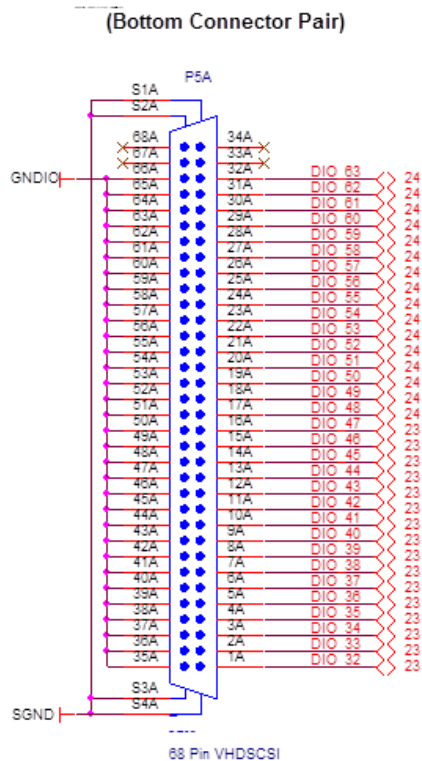 (Bottom Connector Pair)
P5A
S1A
S2A
68A 34A
67A 33A
GNDIO 66A 32A DIO 63 24
65A 31A DIO 62 24
64A 30A DIO 61 24
63A 29A DIO 60 24
62A 28A DIO 59 24
61A 27A DIO 58 24
60A 26A DIO 57 24
59A 25A DIO 56 24
58A 24A DIO 55 24
57A 23A DIO 54 24
56A 22A DIO 53 24
55A 21A DIO 52 24
54A 20A DIO 51 24
53A 19A DIO 50 24
52A 18A DIO 49 24
51A 17A DIO 48 24
50A 16A DIO 47 23
49A 15A DIO 46 23
48A 14A DIO 45 23
47A 13A DIO 44 23
46A 12A DIO 43 23
45A 11A DIO 42 23
44A 10A DIO 41 23
43A 9A DIO 40 23
42A 8A DIO 39 23
41A 7A DIO 38 23
40A 6A DIO 37 23
39A 5A DIO 36 23
38A 4A DIO 35 23
37A 3A DIO 34 23
36A 2A DIO 33 23
35A 1A DIO 32 23
S3A
SGND S4A
68 Pin VHDSCSI